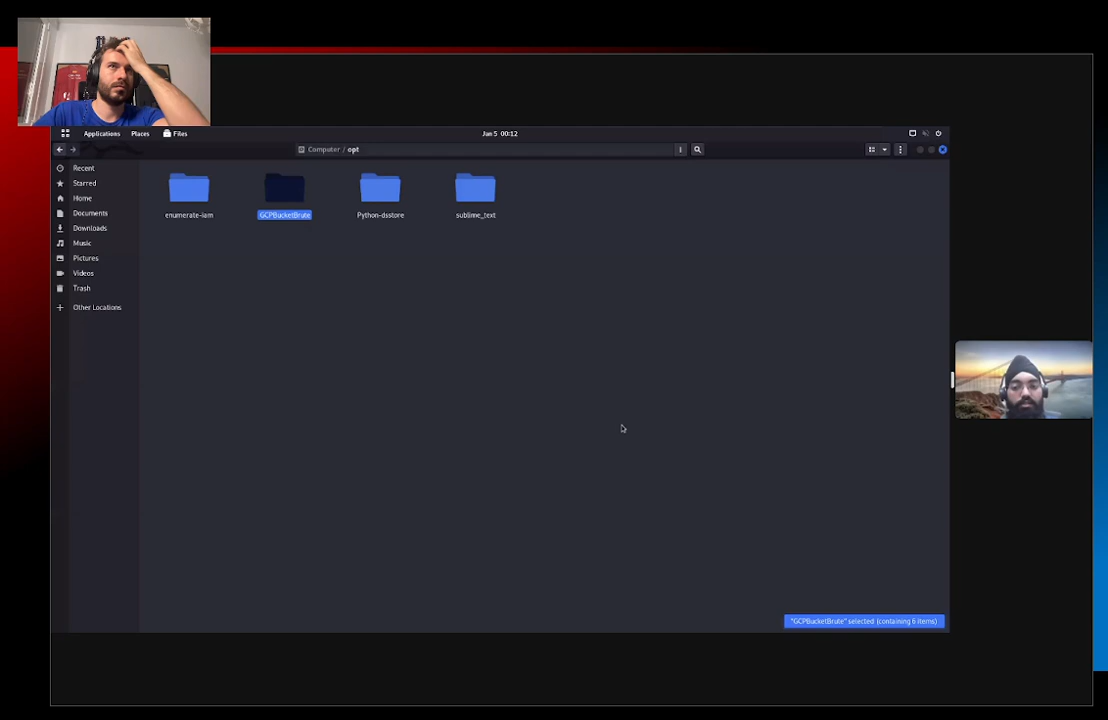 Applications Places Files Jan 5 00:12
Computer / opt
Recent
Starred
Home
Documents
Downloads
Music
Pictures
Videos
Trash
Other Locations
enumerate-iam GCPBucketBrute Python-dsstore sublime_text
"GCPBucketBrute" selected (containing 6 items)